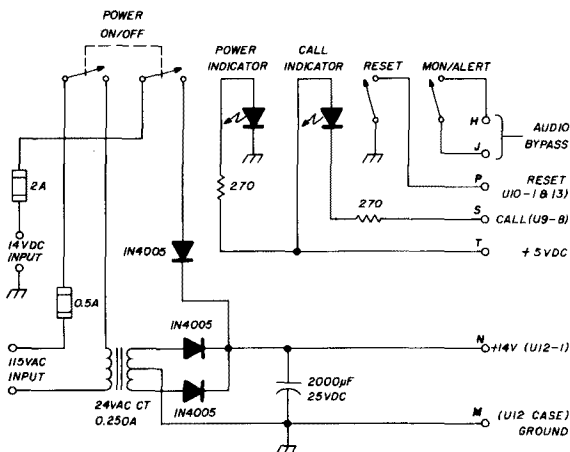 POWER
ON/OFF
POWER
INDICATOR
CALL
INDICATOR
RESET
MON/ALERT
H
J
AUDIO
BYPASS
2A
270
P
RESET
(U10-1 & 13)
270
S
CALL (U9-8)
14VDC
INPUT
IN4005
T
+5VDC
0.5A
IN4005
N
+14V (U12-1)
115VAC
INPUT
2000µF
25VDC
24VAC CT
0.250A
IN4005
M
(U12 CASE)
GROUND